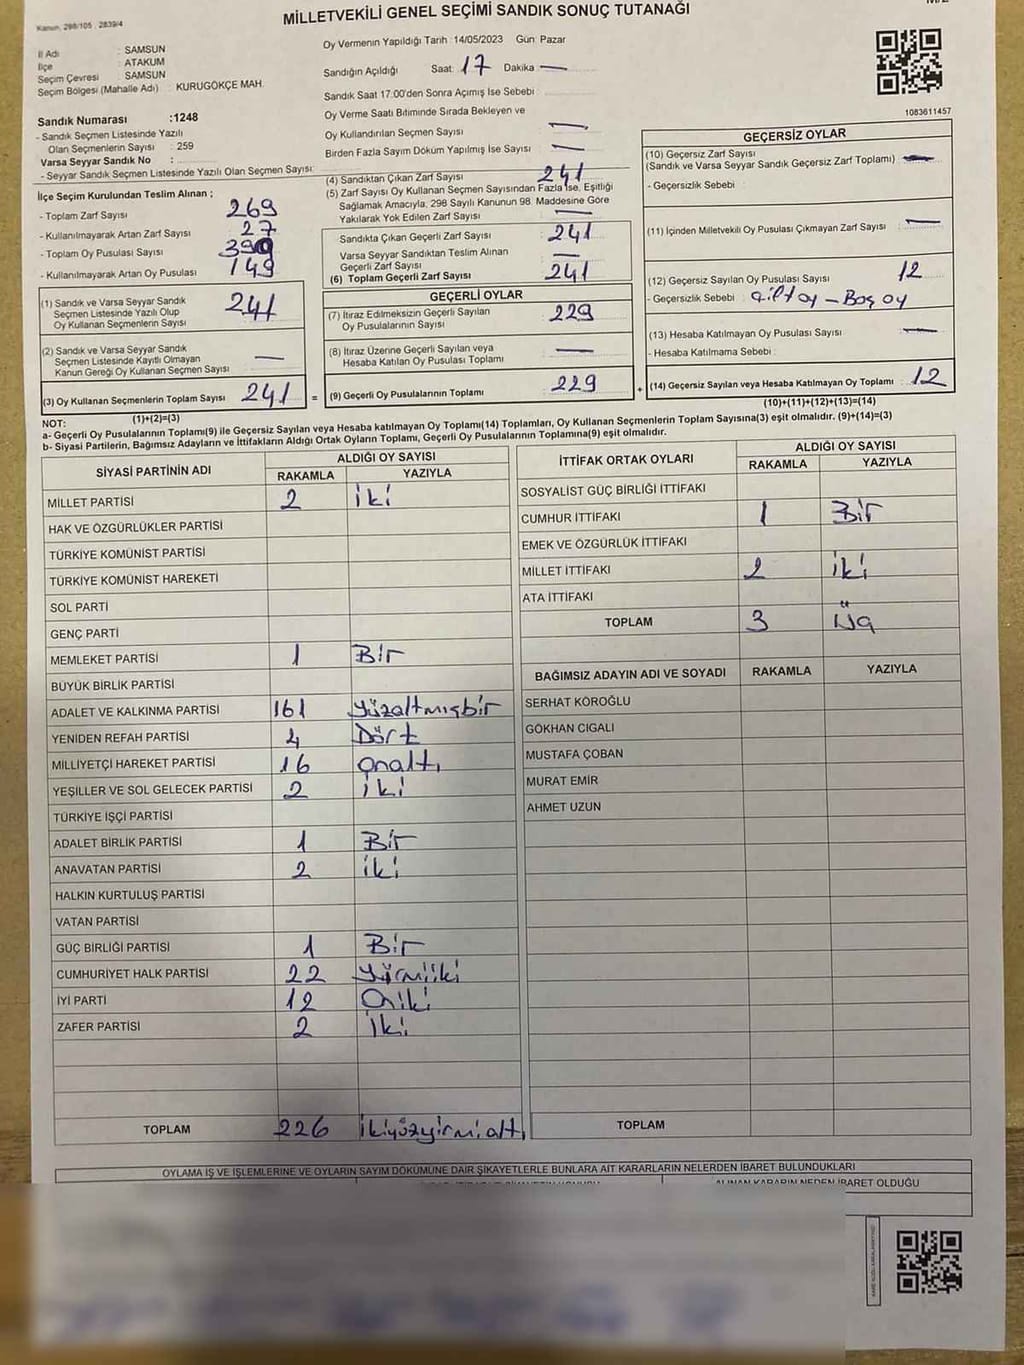 MİLLETVEKİLİ GENEL SEÇİMİ SANDIK SONUÇ TUTANAĞI
Kanun, 298/105 , 2839/4
İl Adı : SAMSUN
İlçe : ATAKUM
Seçim Çevresi : SAMSUN
Seçim Bölgesi (Mahalle Adı) : KURUGÖKÇE MAH.
Sandık Numarası :1248
- Sandık Seçmen Listesinde Yazılı
Olan Seçmenlerin Sayısı : 259
Varsa Seyyar Sandık No :
- Seyyar Sandık Seçmen Listesinde Yazılı Olan Seçmen Sayısı:
Oy Vermenin Yapıldığı Tarih :14/05/2023 Gün: Pazar
Sandığın Açıldığı Saat: 17 Dakika —
Sandık Saat 17:00'den Sonra Açımış İse Sebebi :
Oy Verme Saati Bitiminde Sırada Bekleyen ve
Oy Kullandırılan Seçmen Sayısı —
Birden Fazla Sayım Döküm Yapılmış İse Sayısı —
1083611457
İlçe Seçim Kurulundan Teslim Alınan ;
- Toplam Zarf Sayısı 269
- Kullanılmayarak Artan Zarf Sayısı 27
- Toplam Oy Pusulası Sayısı
- Kullanılmayarak Artan Oy Pusulası 149
(1) Sandık ve Varsa Seyyar Sandık
Seçmen Listesinde Yazılı Olup
Oy Kullanan Seçmenlerin Sayısı 241
(2) Sandık ve Varsa Seyyar Sandık
Seçmen Listesinde Kayıtlı Olmayan
Kanun Gereği Oy Kullanan Seçmen Sayısı —
(3) Oy Kullanan Seçmenlerin Toplam Sayısı 241 =
(1)+(2)=(3)
(4) Sandıktan Çıkan Zarf Sayısı 241
(5) Zarf Sayısı Oy Kullanan Seçmen Sayısından Fazla İse, Eşitliği
Sağlamak Amacıyla, 298 Sayılı Kanunun 98. Maddesine Göre
Yakılarak Yok Edilen Zarf Sayısı —
Sandıkta Çıkan Geçerli Zarf Sayısı 241
Varsa Seyyar Sandıktan Teslim Alınan
Geçerli Zarf Sayısı —
(6) Toplam Geçerli Zarf Sayısı 241
GEÇERLİ OYLAR
(7) İtiraz Edilmeksizin Geçerli Sayılan
Oy Pusulalarının Sayısı 229
(8) İtiraz Üzerine Geçerli Sayılan veya
Hesaba Katılan Oy Pusulası Toplamı —
(9) Geçerli Oy Pusulalarının Toplamı 229 +
GEÇERSİZ OYLAR
(10) Geçersiz Zarf Sayısı
(Sandık ve Varsa Seyyar Sandık Geçersiz Zarf Toplamı) —
- Geçersizlik Sebebi :
(11) İçinden Milletvekili Oy Pusulası Çıkmayan Zarf Sayısı —
(12) Geçersiz Sayılan Oy Pusulası Sayısı 12
- Geçersizlik Sebebi : Çift oy – Boş oy
(13) Hesaba Katılmayan Oy Pusulası Sayısı —
- Hesaba Katılmama Sebebi :
(14) Geçersiz Sayılan veya Hesaba Katılmayan Oy Toplamı : 12
(10)+(11)+(12)+(13)=(14)
NOT:
a- Geçerli Oy Pusulalarının Toplamı(9) ile Geçersiz Sayılan veya Hesaba katılmayan Oy Toplamı(14) Toplamları, Oy Kullanan Seçmenlerin Toplam Sayısına(3) eşit olmalıdır. (9)+(14)=(3)
b- Siyasi Partilerin, Bağımsız Adayların ve İttifakların Aldığı Ortak Oyların Toplamı, Geçerli Oy Pusulalarının Toplamına(9) eşit olmalıdır.
SİYASİ PARTİNİN ADI ALDIĞI OY SAYISI
RAKAMLA YAZIYLA
MİLLET PARTİSİ 2 iki
HAK VE ÖZGÜRLÜKLER PARTİSİ
TÜRKİYE KOMÜNİST PARTİSİ
TÜRKİYE KOMÜNİST HAREKETİ
SOL PARTİ
GENÇ PARTİ
MEMLEKET PARTİSİ 1 Bir
BÜYÜK BİRLİK PARTİSİ
ADALET VE KALKINMA PARTİSİ 161 Yüzaltmışbir
YENİDEN REFAH PARTİSİ 4 Dört
MİLLİYETÇİ HAREKET PARTİSİ 16 Onaltı
YEŞİLLER VE SOL GELECEK PARTİSİ 2 iki
TÜRKİYE İŞÇİ PARTİSİ
ADALET BİRLİK PARTİSİ 1 Bir
ANAVATAN PARTİSİ 2 iki
HALKIN KURTULUŞ PARTİSİ
VATAN PARTİSİ
GÜÇ BİRLİĞİ PARTİSİ 1 Bir
CUMHURİYET HALK PARTİSİ 22 Yirmiiki
İYİ PARTİ 12 Oniki
ZAFER PARTİSİ 2 iki
TOPLAM 226 ikiyüzyirmialtı
İTTİFAK ORTAK OYLARI ALDIĞI OY SAYISI
RAKAMLA YAZIYLA
SOSYALİST GÜÇ BİRLİĞİ İTTİFAKI
CUMHUR İTTİFAKI 1 Bir
EMEK VE ÖZGÜRLÜK İTTİFAKI
MİLLET İTTİFAKI 2 iki
ATA İTTİFAKI
TOPLAM 3 Üç
BAĞIMSIZ ADAYIN ADI VE SOYADI RAKAMLA YAZIYLA
SERHAT KÖROĞLU
GÖKHAN CIGALI
MUSTAFA ÇOBAN
MURAT EMİR
AHMET UZUN
TOPLAM
OYLAMA İŞ VE İŞLEMLERİNE VE OYLARIN SAYIM DÖKÜMÜNE DAİR ŞİKAYETLERLE BUNLARA AİT KARARLARIN NELERDEN İBARET BULUNDUKLARI
ALINAN KARARIN NEDEN İBARET OLDUĞU